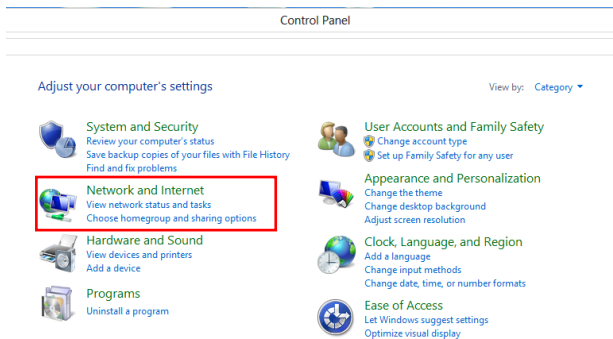 Control Panel
Adjust your computer's settings
View by: Category
System and Security
Review your computer's status
Save backup copies of your files with File History
Find and fix problems
Network and Internet
View network status and tasks
Choose homegroup and sharing options
Hardware and Sound
View devices and printers
Add a device
Programs
Uninstall a program
User Accounts and Family Safety
Change account type
Set up Family Safety for any user
Appearance and Personalization
Change the theme
Change desktop background
Adjust screen resolution
Clock, Language, and Region
Add a language
Change input methods
Change date, time, or number formats
Ease of Access
Let Windows suggest settings
Optimize visual display